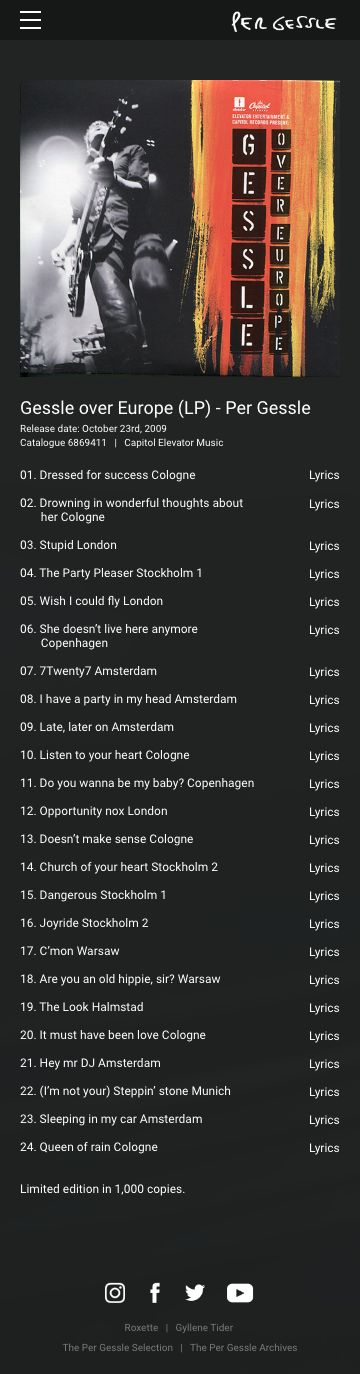 PER GESSLE
Capitol
ELEVATOR ENTERTAINMENT &
CAPITOL RECORDS PRESENT:
GESSLE
OVER EUROPE
Gessle over Europe (LP) - Per Gessle
Release date: October 23rd, 2009
Catalogue 6869411 | Capitol Elevator Music
01. Dressed for success Cologne Lyrics
02. Drowning in wonderful thoughts about Lyrics
her Cologne
03. Stupid London Lyrics
04. The Party Pleaser Stockholm 1 Lyrics
05. Wish I could fly London Lyrics
06. She doesn’t live here anymore Lyrics
Copenhagen
07. 7Twenty7 Amsterdam Lyrics
08. I have a party in my head Amsterdam Lyrics
09. Late, later on Amsterdam Lyrics
10. Listen to your heart Cologne Lyrics
11. Do you wanna be my baby? Copenhagen Lyrics
12. Opportunity nox London Lyrics
13. Doesn’t make sense Cologne Lyrics
14. Church of your heart Stockholm 2 Lyrics
15. Dangerous Stockholm 1 Lyrics
16. Joyride Stockholm 2 Lyrics
17. C’mon Warsaw Lyrics
18. Are you an old hippie, sir? Warsaw Lyrics
19. The Look Halmstad Lyrics
20. It must have been love Cologne Lyrics
21. Hey mr DJ Amsterdam Lyrics
22. (I’m not your) Steppin’ stone Munich Lyrics
23. Sleeping in my car Amsterdam Lyrics
24. Queen of rain Cologne Lyrics
Limited edition in 1,000 copies.
Roxette | Gyllene Tider
The Per Gessle Selection | The Per Gessle Archives